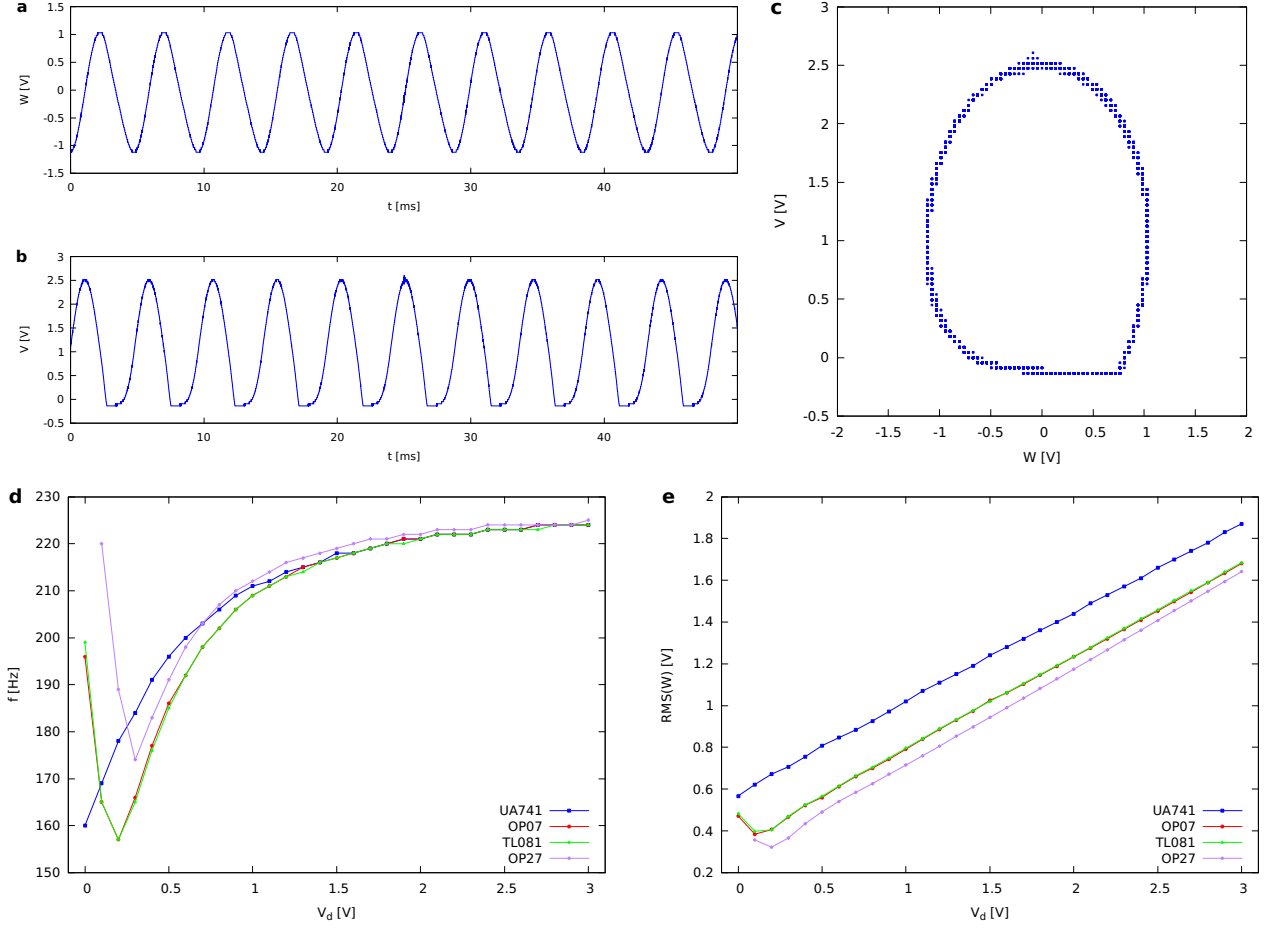 a
1.5
1
0.5
0
-0.5
-1
-1.5
W [V]
0 10 20 30 40
t [ms]
b
3
2.5
2
1.5
1
0.5
0
-0.5
V [V]
0 10 20 30 40
t [ms]
c
3
2.5
2
1.5
1
0.5
0
-0.5
V [V]
-2 -1.5 -1 -0.5 0 0.5 1 1.5 2
W [V]
d
230
220
210
200
190
180
170
160
150
f [Hz]
UA741
OP07
TL081
OP27
0 0.5 1 1.5 2 2.5 3
V_d [V]
e
2
1.8
1.6
1.4
1.2
1
0.8
0.6
0.4
0.2
RMS(W) [V]
UA741
OP07
TL081
OP27
0 0.5 1 1.5 2 2.5 3
V_d [V]